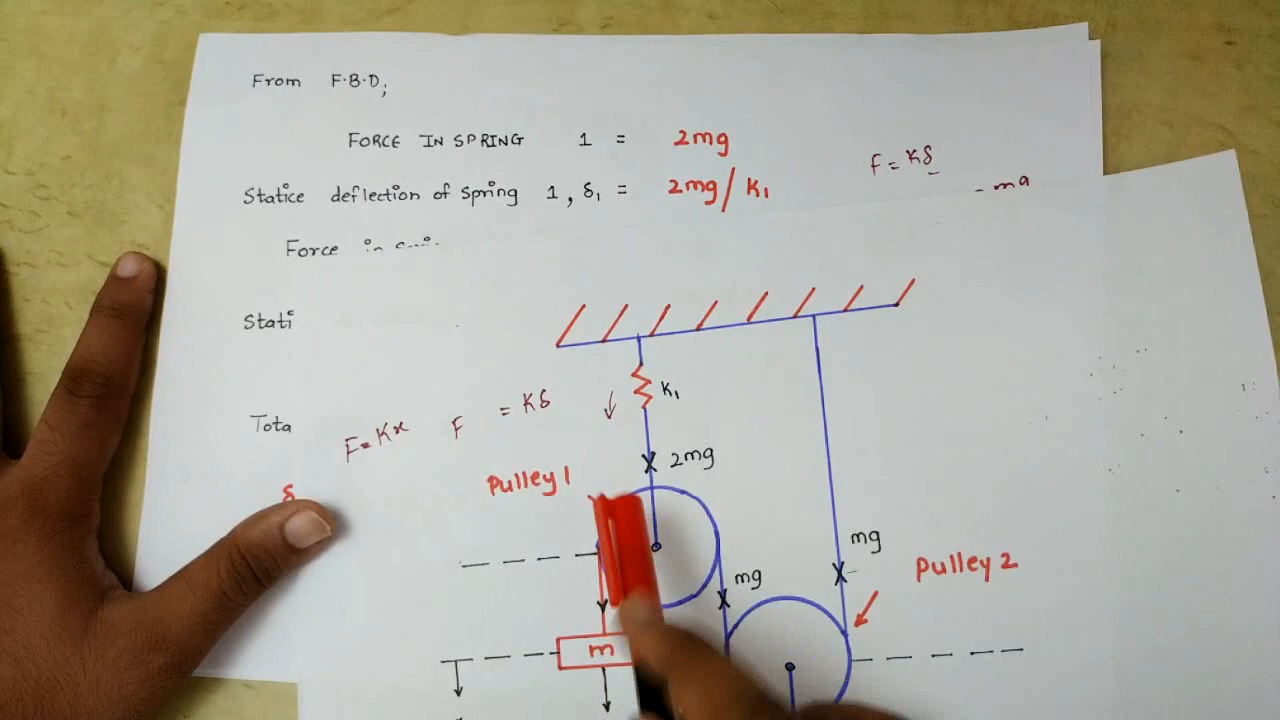 From F.B.D;
FORCE IN SPRING 1 = 2mg
F = Kδ
Statice deflection of Spring 1, δ₁ = 2mg/K₁
Force in
Stati
K₁
Tota
F=Kx F = Kδ
2mg
Pulley 1
δ
mg
Pulley 2
mg
m